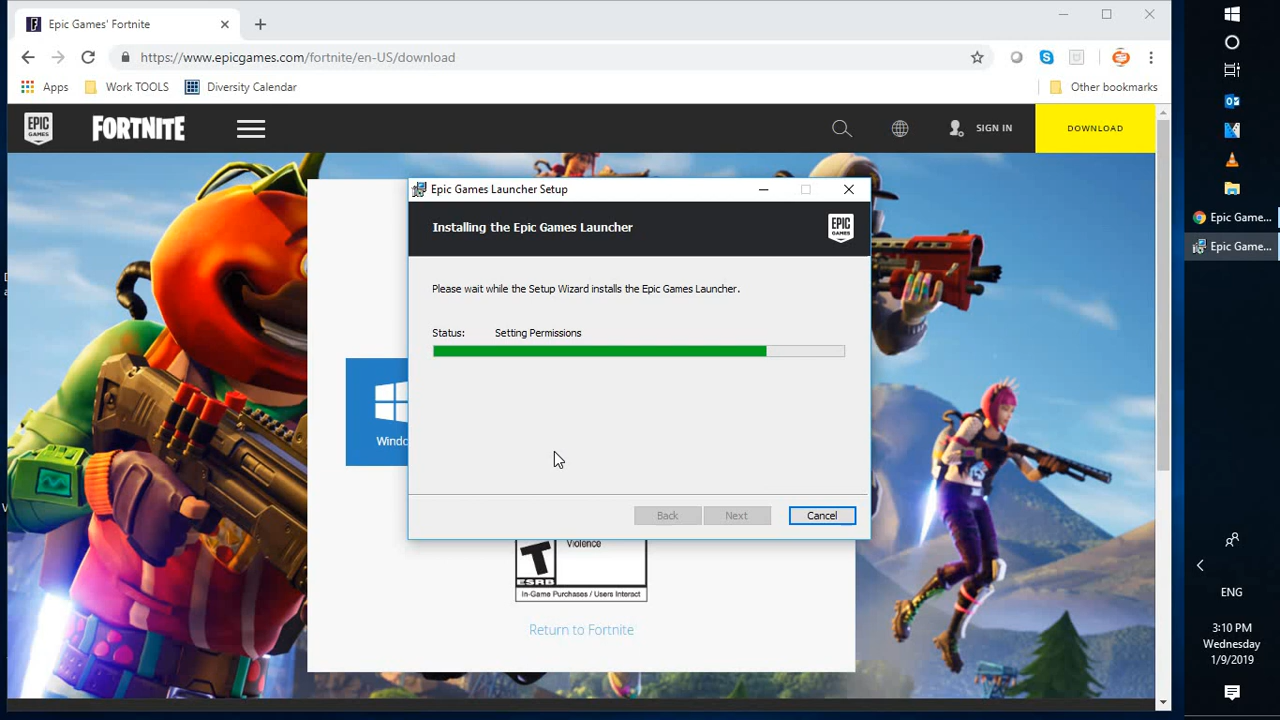 Epic Games' Fortnite
https://www.epicgames.com/fortnite/en-US/download
Apps
Work TOOLS
Diversity Calendar
Other bookmarks
EPIC
GAMES
FORTNITE
SIGN IN
DOWNLOAD
Epic Games Launcher Setup
Installing the Epic Games Launcher
EPIC
GAMES
Please wait while the Setup Wizard installs the Epic Games Launcher.
Status: Setting Permissions
Back
Next
Cancel
T
ESRB
Violence
In-Game Purchases / Users Interact
Return to Fortnite
Epic Game...
Epic Game...
ENG
3:10 PM
Wednesday
1/9/2019